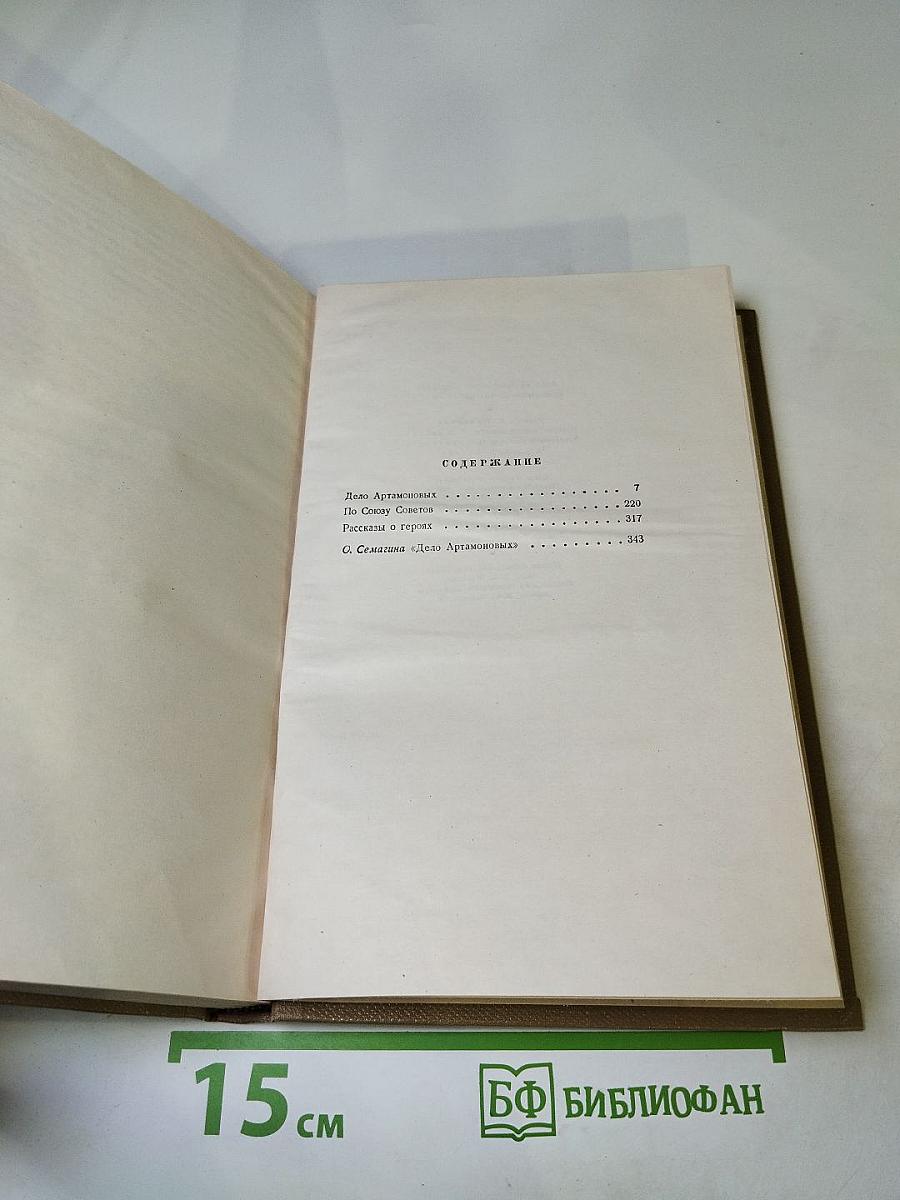 СОДЕРЖАНИЕ
Дело Артамоновых . . . . . . . . . . . . . . . . . 7
По Союзу Советов . . . . . . . . . . . . . . . . . 220
Рассказы о героях . . . . . . . . . . . . . . . . . 317
О. Семагина «Дело Артамоновых» . . . . . . . . . 343
15 см
БФ БИБЛИОФАН